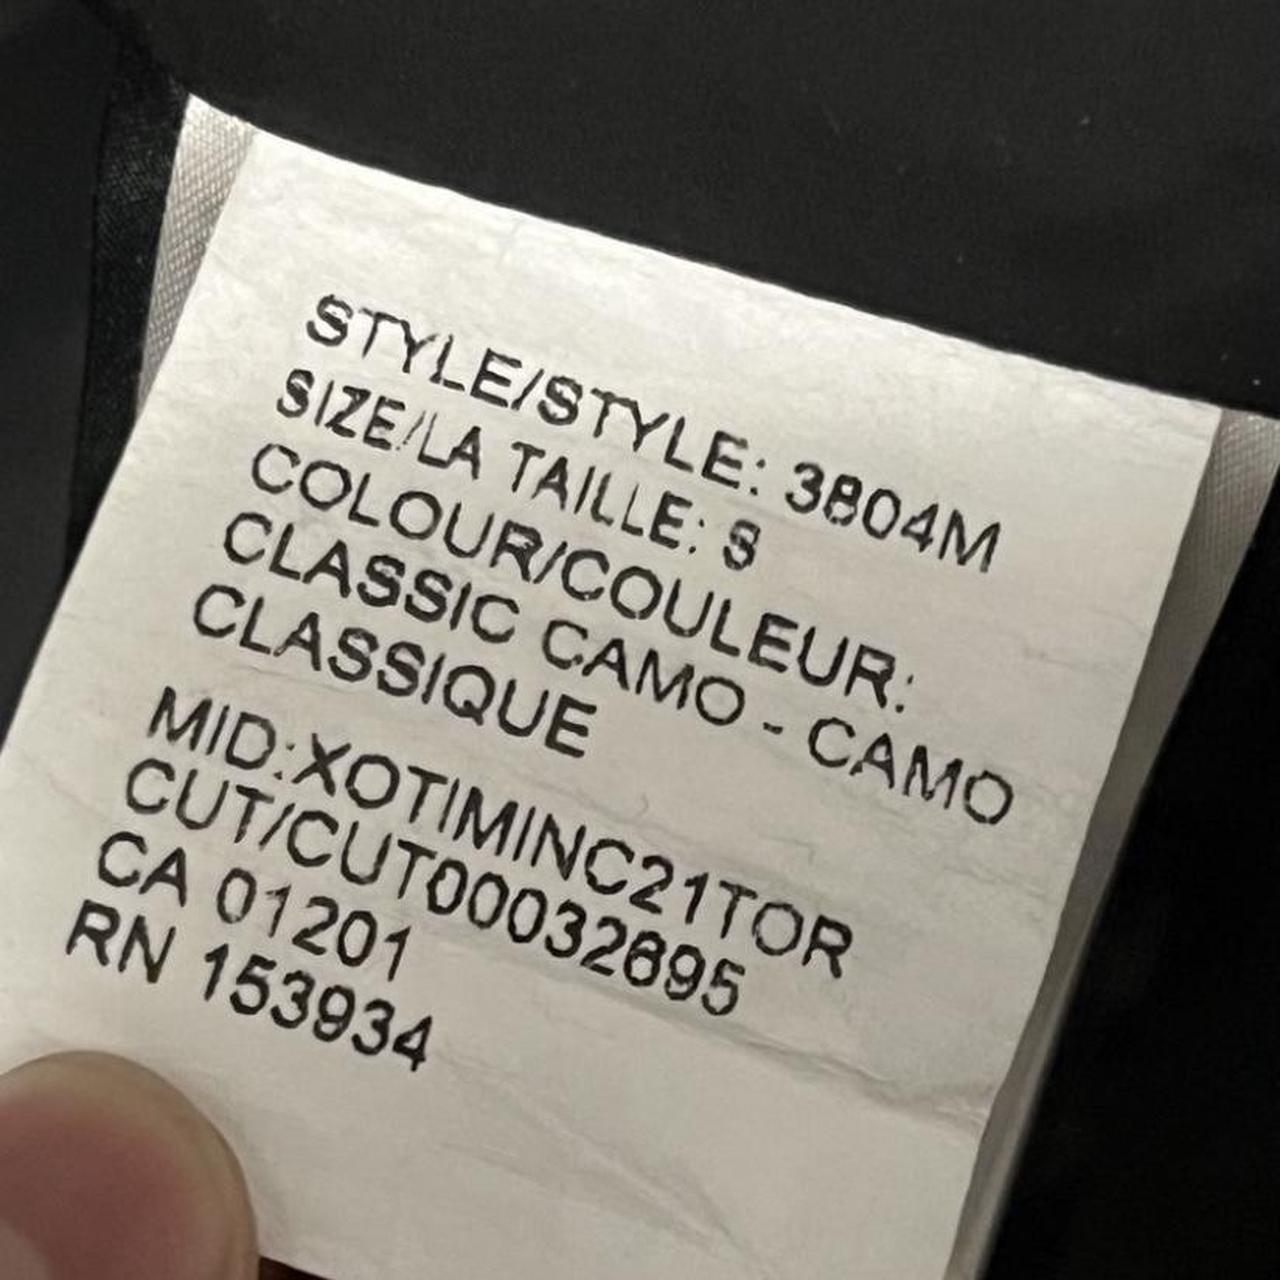 STYLE/STYLE: 3804M
SIZE/LA TAILLE: S
COLOUR/COULEUR:
CLASSIC CAMO - CAMO
CLASSIQUE
MID:XOTIMINC21TOR
CUT/CUT00032695
CA 01201
RN 153934